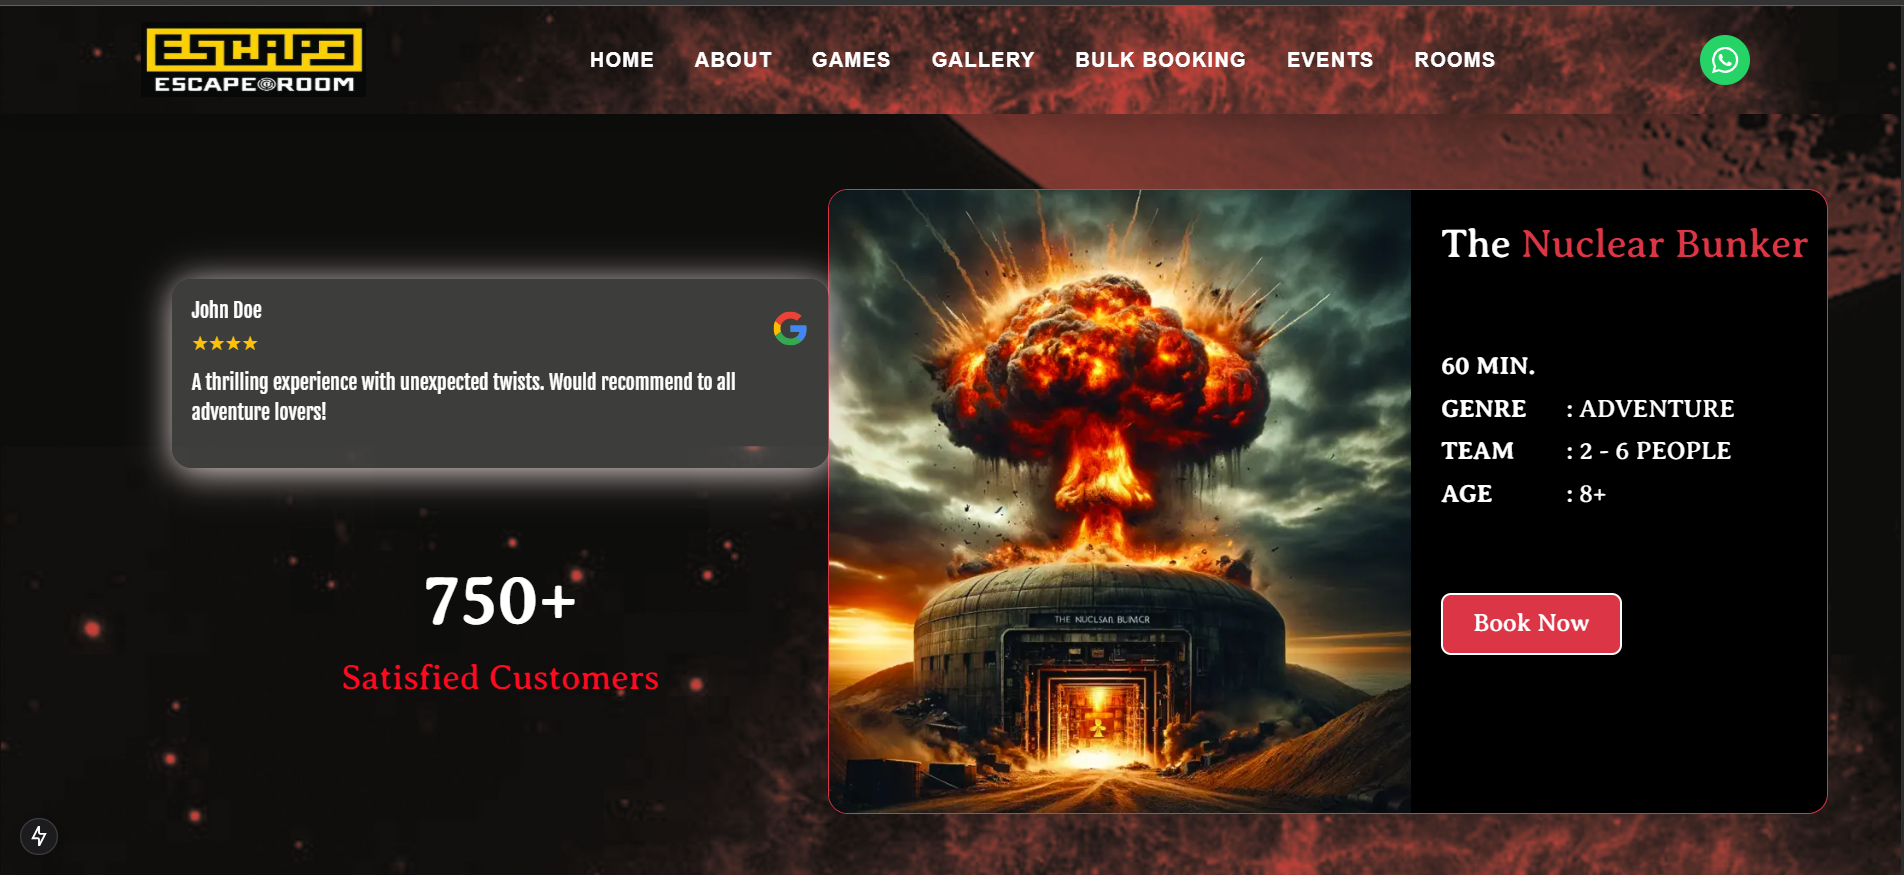 ESCAPE
ESCAPE@ROOM
HOME ABOUT GAMES GALLERY BULK BOOKING EVENTS ROOMS
John Doe
A thrilling experience with unexpected twists. Would recommend to all
adventure lovers!
750+
Satisfied Customers
THE NUCLSAR BUNCR
The Nuclear Bunker
60 MIN.
GENRE : ADVENTURE
TEAM : 2 - 6 PEOPLE
AGE : 8+
Book Now